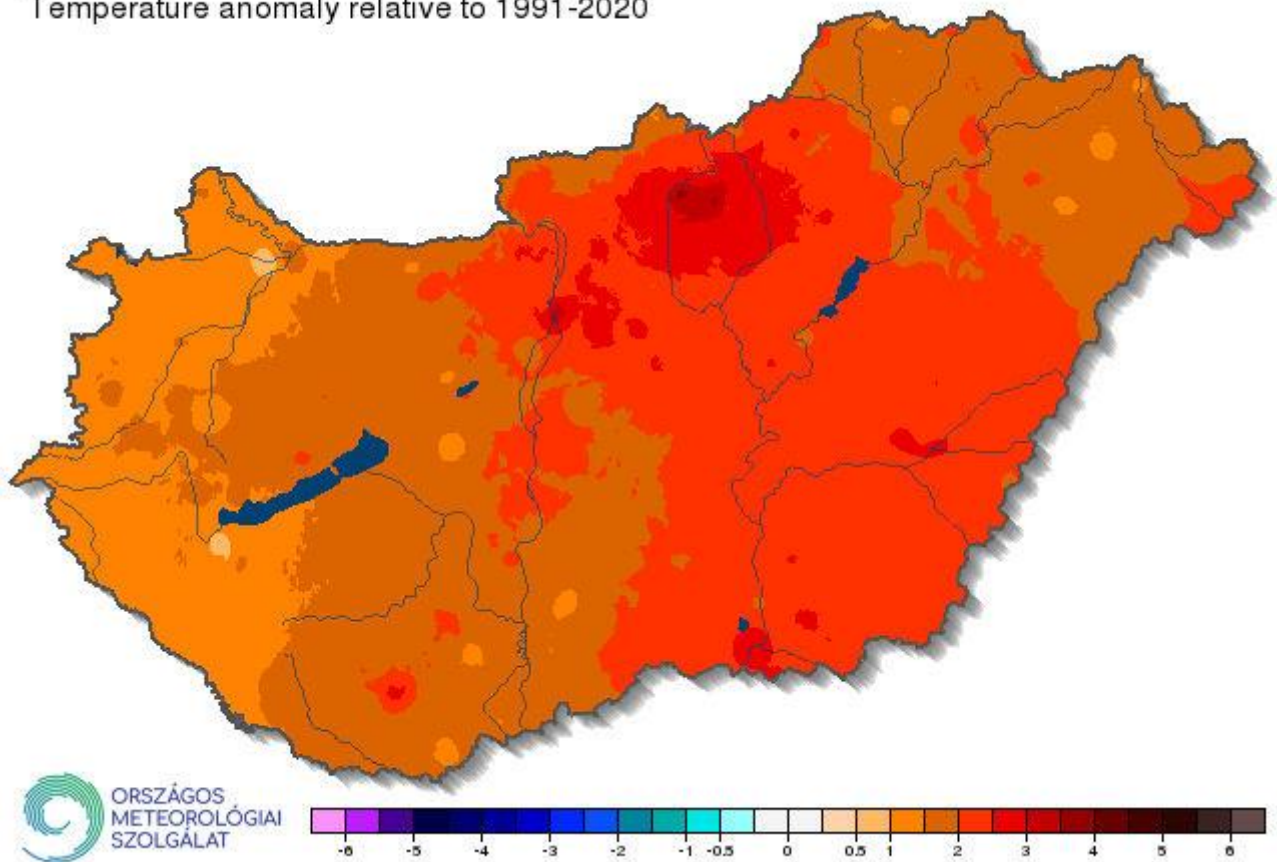 Temperature anomaly relative to 1991-2020
ORSZÁGOS
METEOROLÓGIAI
SZOLGÁLAT
-6 -5 -4 -3 -2 -1 -0.5 0 0.5 1 2 3 4 5 6